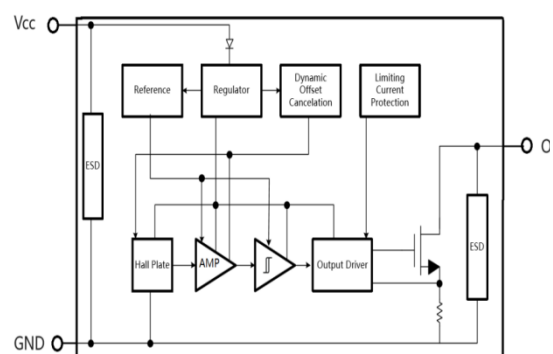 Vcc
Reference
Regulator
Dynamic
Offset
Cancelation
Limiting
Current
Protection
ESD
O
ESD
Hall Plate
AMP
Output Driver
GND